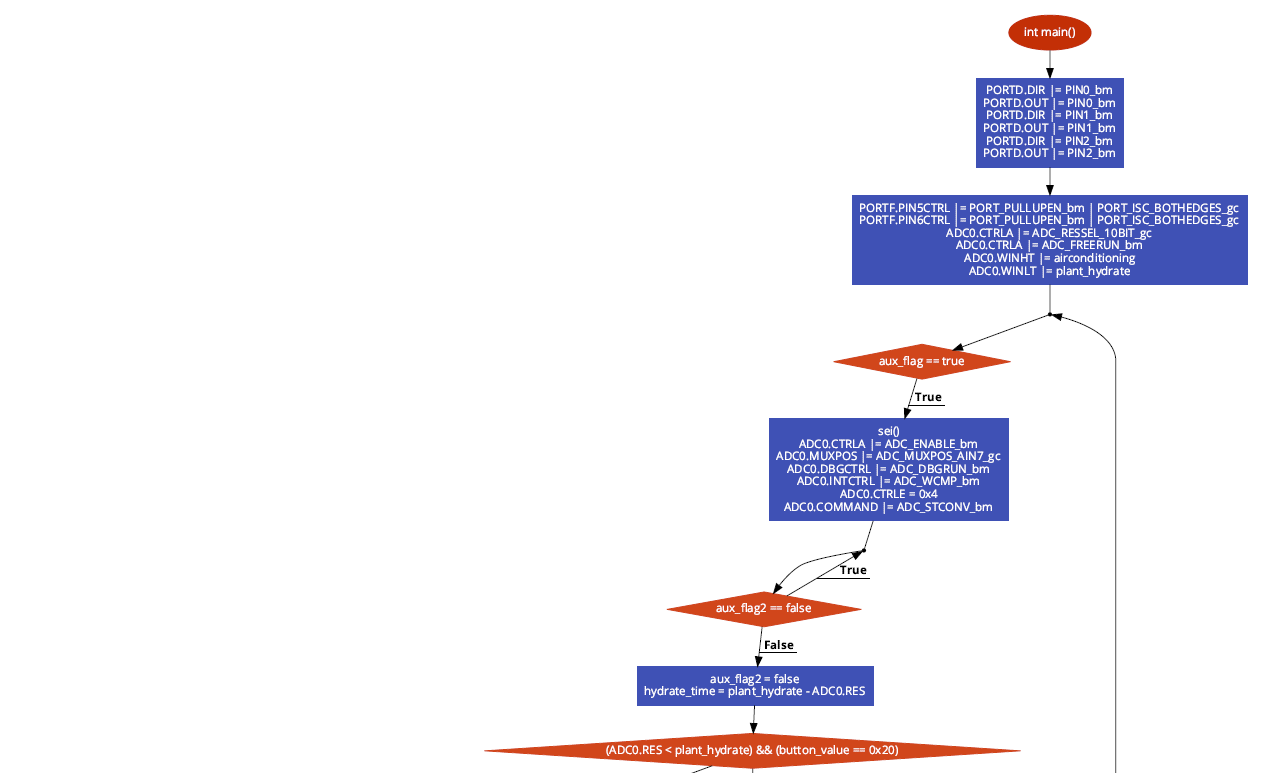 int main()
PORTD.DIR |= PIN0_bm
PORTD.OUT |= PIN0_bm
PORTD.DIR |= PIN1_bm
PORTD.OUT |= PIN1_bm
PORTD.DIR |= PIN2_bm
PORTD.OUT |= PIN2_bm
PORTF.PIN5CTRL |= PORT_PULLUPEN_bm | PORT_ISC_BOTHEDGES_gc
PORTF.PIN6CTRL |= PORT_PULLUPEN_bm | PORT_ISC_BOTHEDGES_gc
ADC0.CTRLA |= ADC_RESSEL_10BIT_gc
ADC0.CTRLA |= ADC_FREERUN_bm
ADC0.WINHT |= airconditioning
ADC0.WINLT |= plant_hydrate
aux_flag == true
True
sei()
ADC0.CTRLA |= ADC_ENABLE_bm
ADC0.MUXPOS |= ADC_MUXPOS_AIN7_gc
ADC0.DBGCTRL |= ADC_DBGRUN_bm
ADC0.INTCTRL |= ADC_WCMP_bm
ADC0.CTRLE = 0x4
ADC0.COMMAND |= ADC_STCONV_bm
True
aux_flag2 == false
False
aux_flag2 = false
hydrate_time = plant_hydrate - ADC0.RES
(ADC0.RES < plant_hydrate) && (button_value == 0x20)